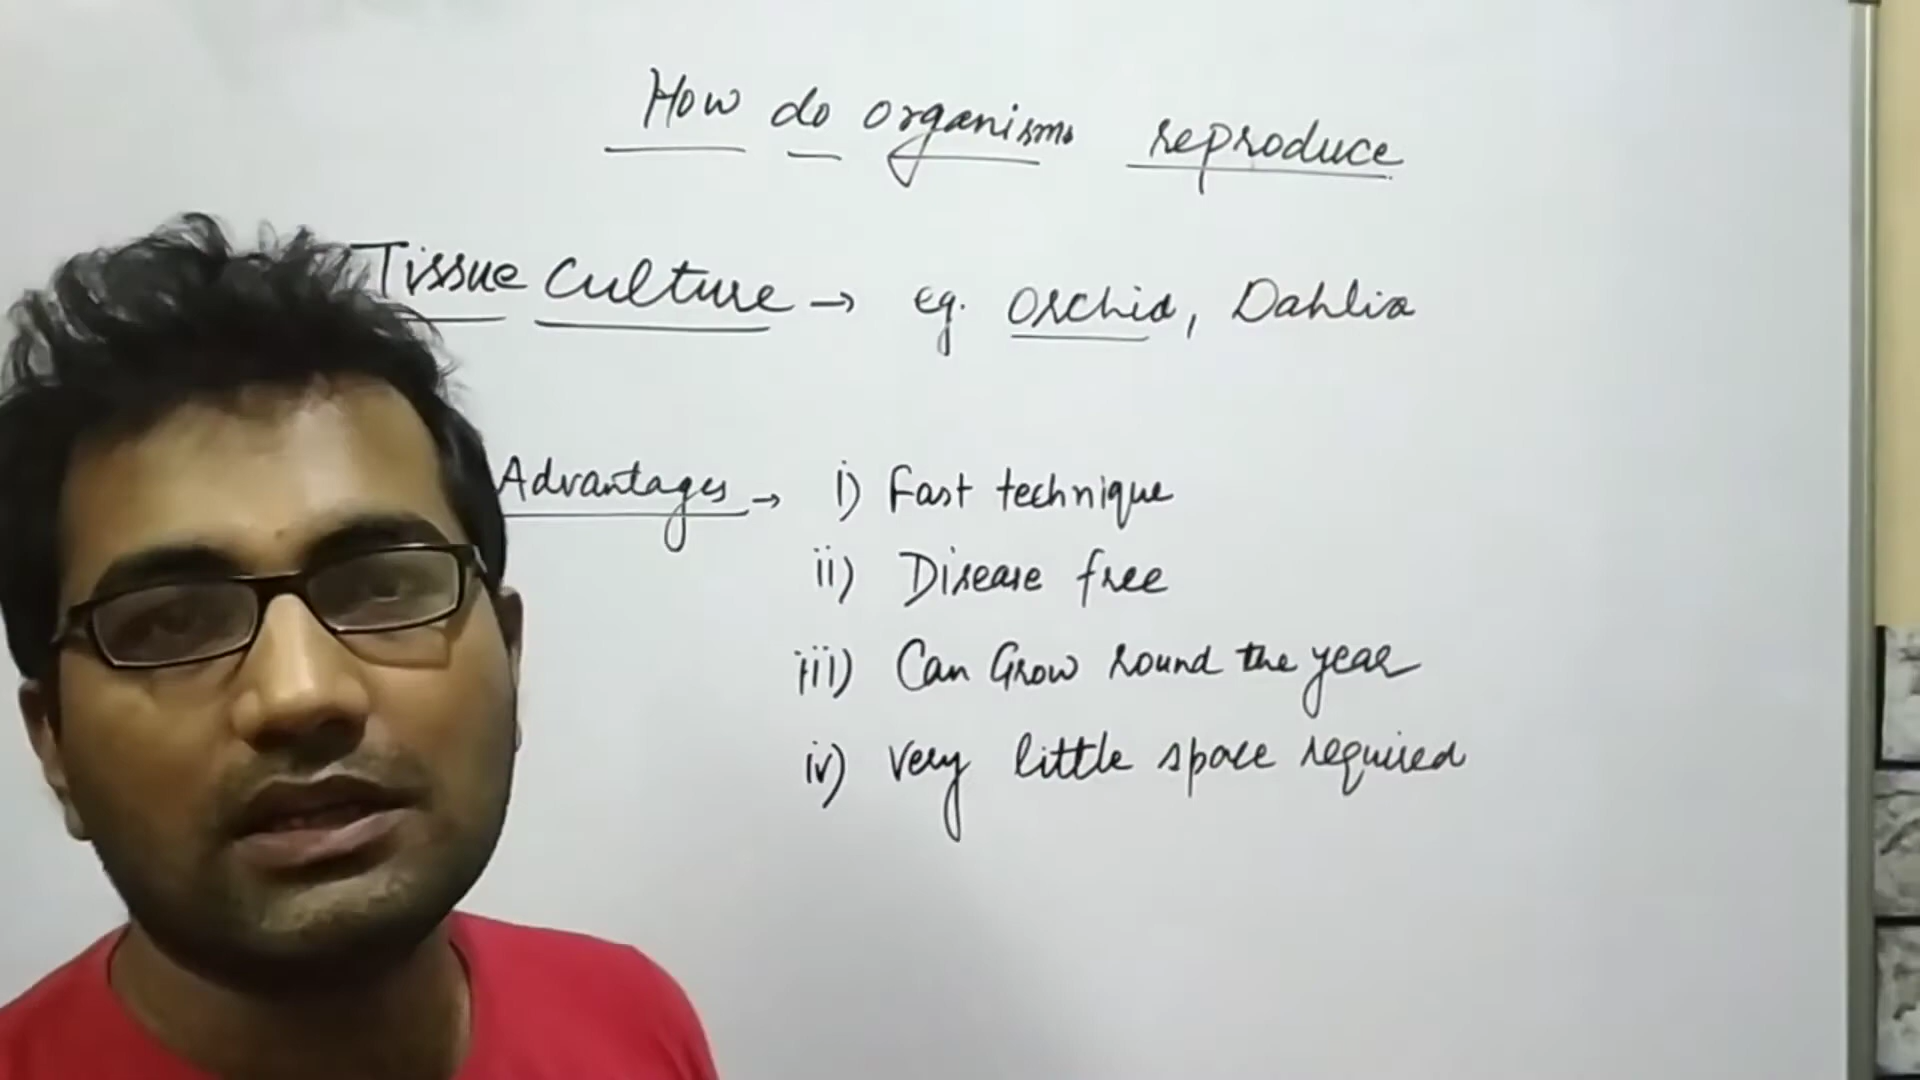 How do organisms reproduce
Tissue Culture → eg. Orchid, Dahlia
Advantages → i) Fast technique
ii) Disease free
iii) Can Grow round the year
iv) Very little space required